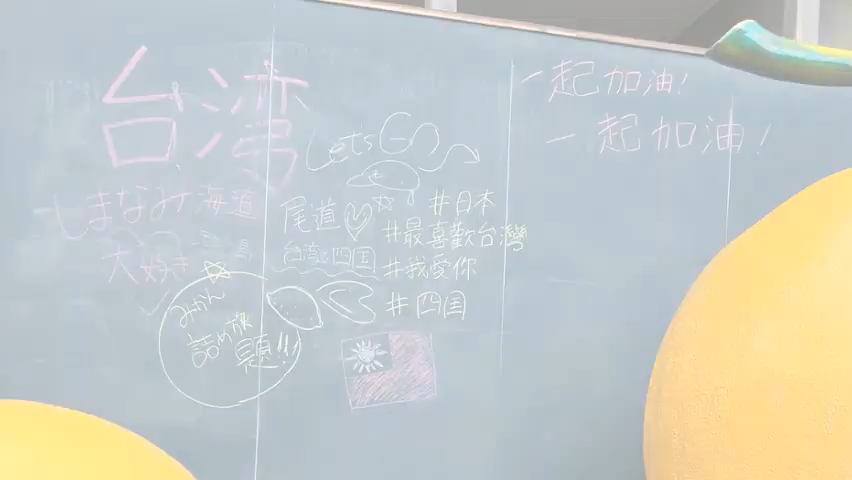 台湾
しまなみ海道
大好き
Let's GO
尾道
台湾 四国
#日本
#最喜歡台灣
#我愛你
#四国
みかん
詰め放
題!!
一起加油!
一起加油!